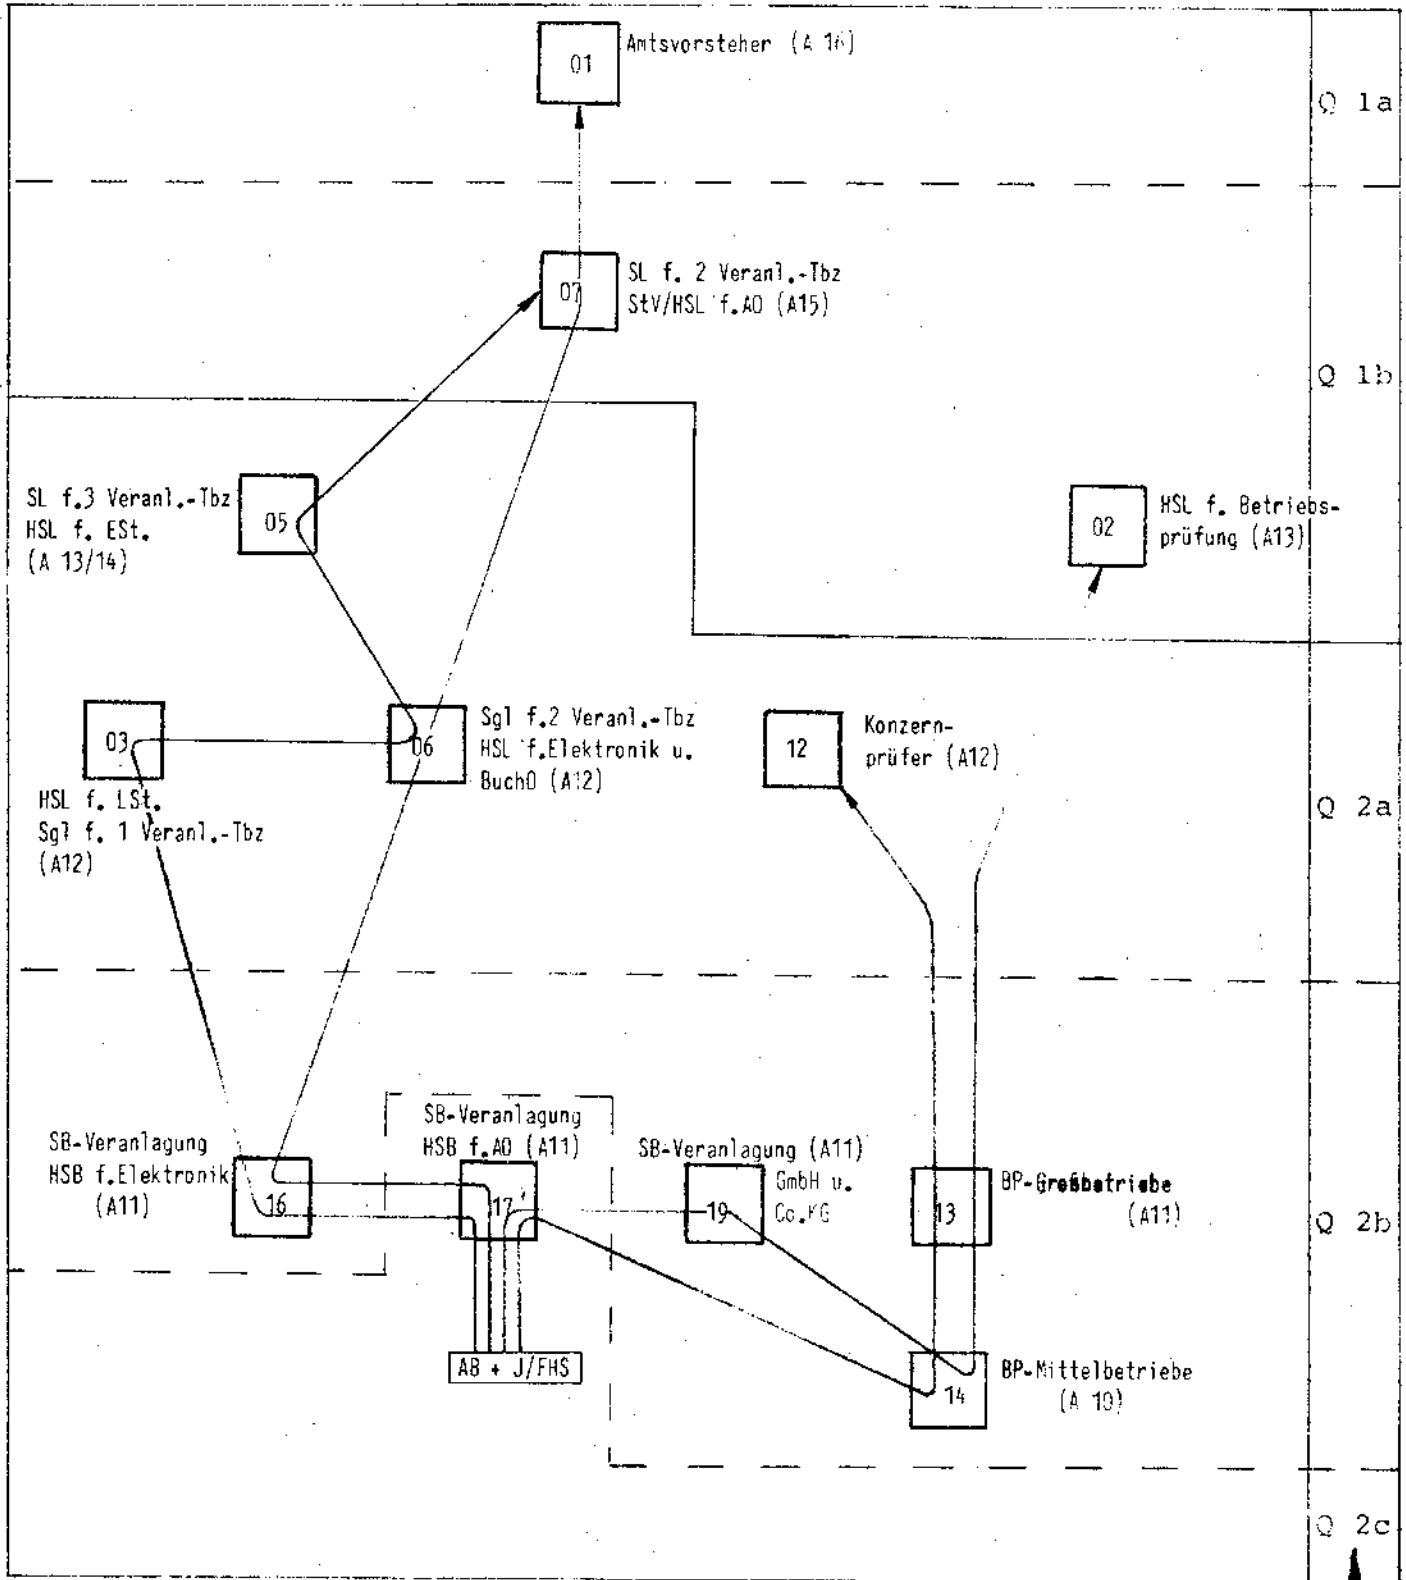 01
Amtsvorsteher (A 16)
Q 1a
07
SL f. 2 Veranl.-Tbz
StV/HSL f.AO (A15)
Q 1b
SL f.3 Veranl.-Tbz
HSL f. ESt.
(A 13/14)
05
02
HSL f. Betriebs-
prüfung (A13)
03
HSL f. LSt.
Sgl f. 1 Veranl.-Tbz
(A12)
06
Sgl f.2 Veranl.-Tbz
HSL f.Elektronik u.
BuchO (A12)
12
Konzern-
prüfer (A12)
Q 2a
SB-Veranlagung
HSB f.Elektronik
(A11)
16
SB-Veranlagung
HSB f.AO (A11)
17
SB-Veranlagung (A11)
GmbH u.
Co.KG
19
13
BP-Großbetriebe
(A11)
Q 2b
AB + J/FHS
14
BP-Mittelbetriebe
(A 10)
Q 2c